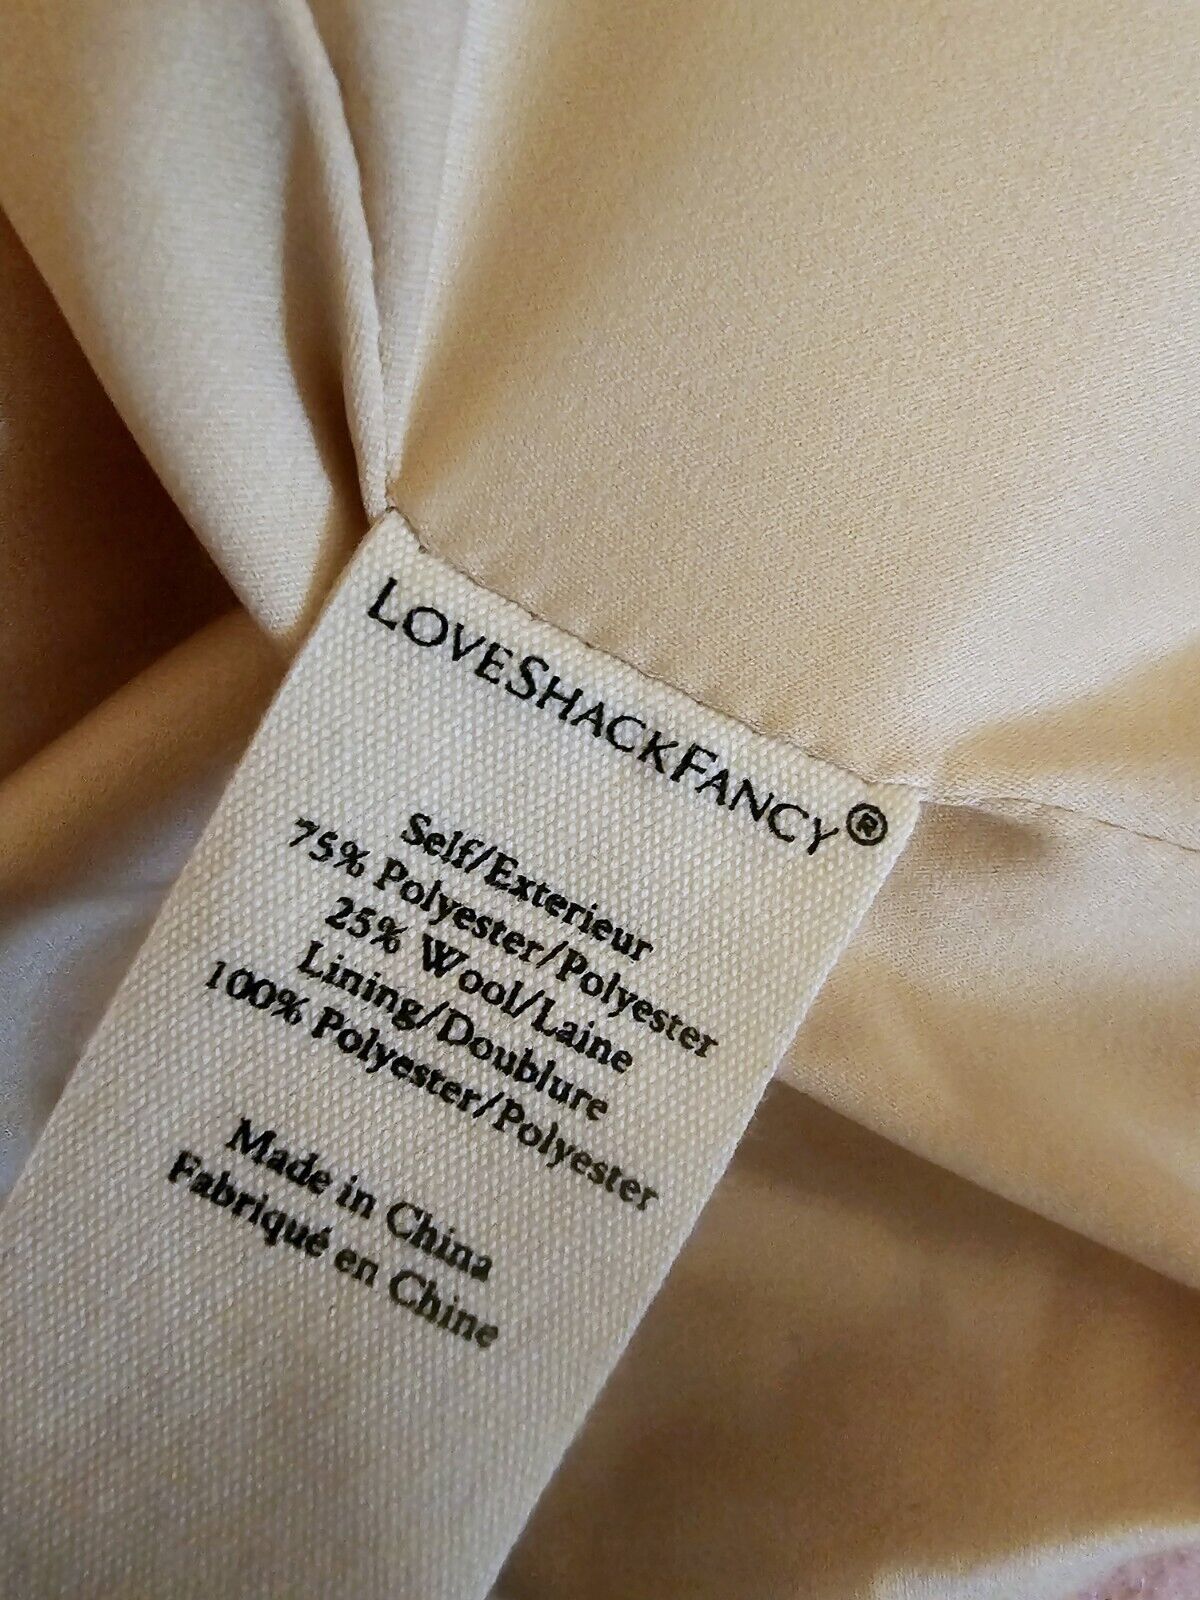 LOVESHACKFANCY®
Self/Exterieur
75% Polyester/Polyester
25% Wool/Laine
Lining/Doublure
100% Polyester/Polyester
Made in China
Fabriqué en Chine